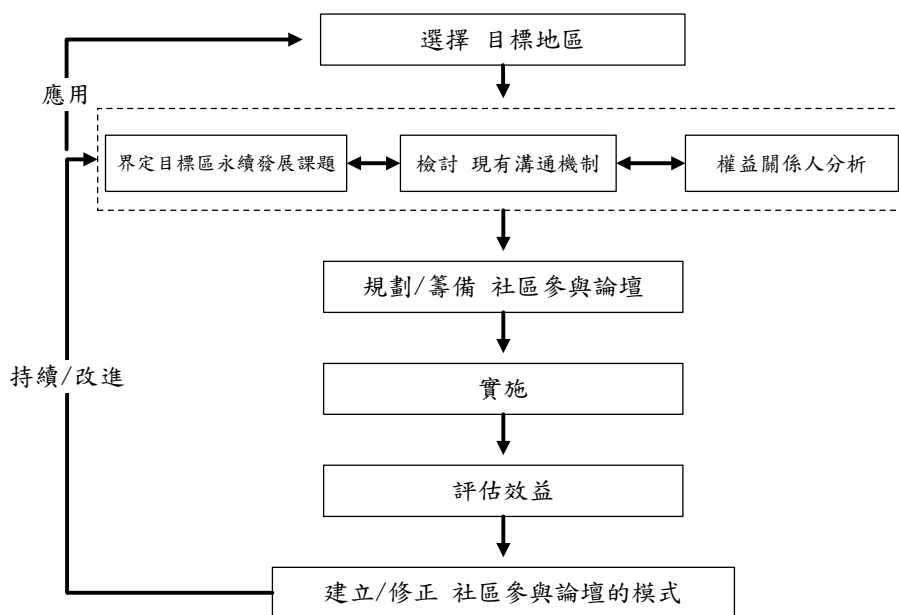 選擇 目標地區
應用
界定目標區永續發展課題
檢討 現有溝通機制
權益關係人分析
規劃/籌備 社區參與論壇
持續/改進
實施
評估效益
建立/修正 社區參與論壇的模式